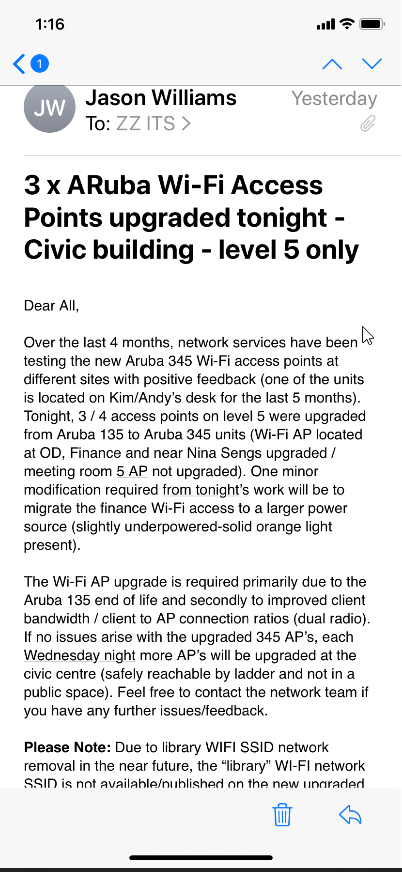 1:16
1
JW
Jason Williams
Yesterday
To: ZZ ITS >
3 x ARuba Wi-Fi Access
Points upgraded tonight -
Civic building - level 5 only
Dear All,
Over the last 4 months, network services have been
testing the new Aruba 345 Wi-Fi access points at
different sites with positive feedback (one of the units
is located on Kim/Andy's desk for the last 5 months).
Tonight, 3 / 4 access points on level 5 were upgraded
from Aruba 135 to Aruba 345 units (Wi-Fi AP located
at OD, Finance and near Nina Sengs upgraded /
meeting room 5 AP not upgraded). One minor
modification required from tonight's work will be to
migrate the finance Wi-Fi access to a larger power
source (slightly underpowered-solid orange light
present).
The Wi-Fi AP upgrade is required primarily due to the
Aruba 135 end of life and secondly to improved client
bandwidth / client to AP connection ratios (dual radio).
If no issues arise with the upgraded 345 AP's, each
Wednesday night more AP's will be upgraded at the
civic centre (safely reachable by ladder and not in a
public space). Feel free to contact the network team if
you have any further issues/feedback.
Please Note: Due to library WIFI SSID network
removal in the near future, the “library” WI-FI network
SSID is not available/published on the new upgraded